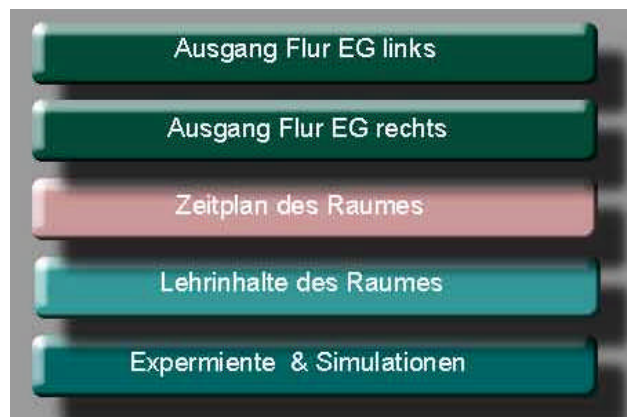 Ausgang Flur EG links
Ausgang Flur EG rechts
Zeitplan des Raumes
Lehrinhalte des Raumes
Expermiente & Simulationen